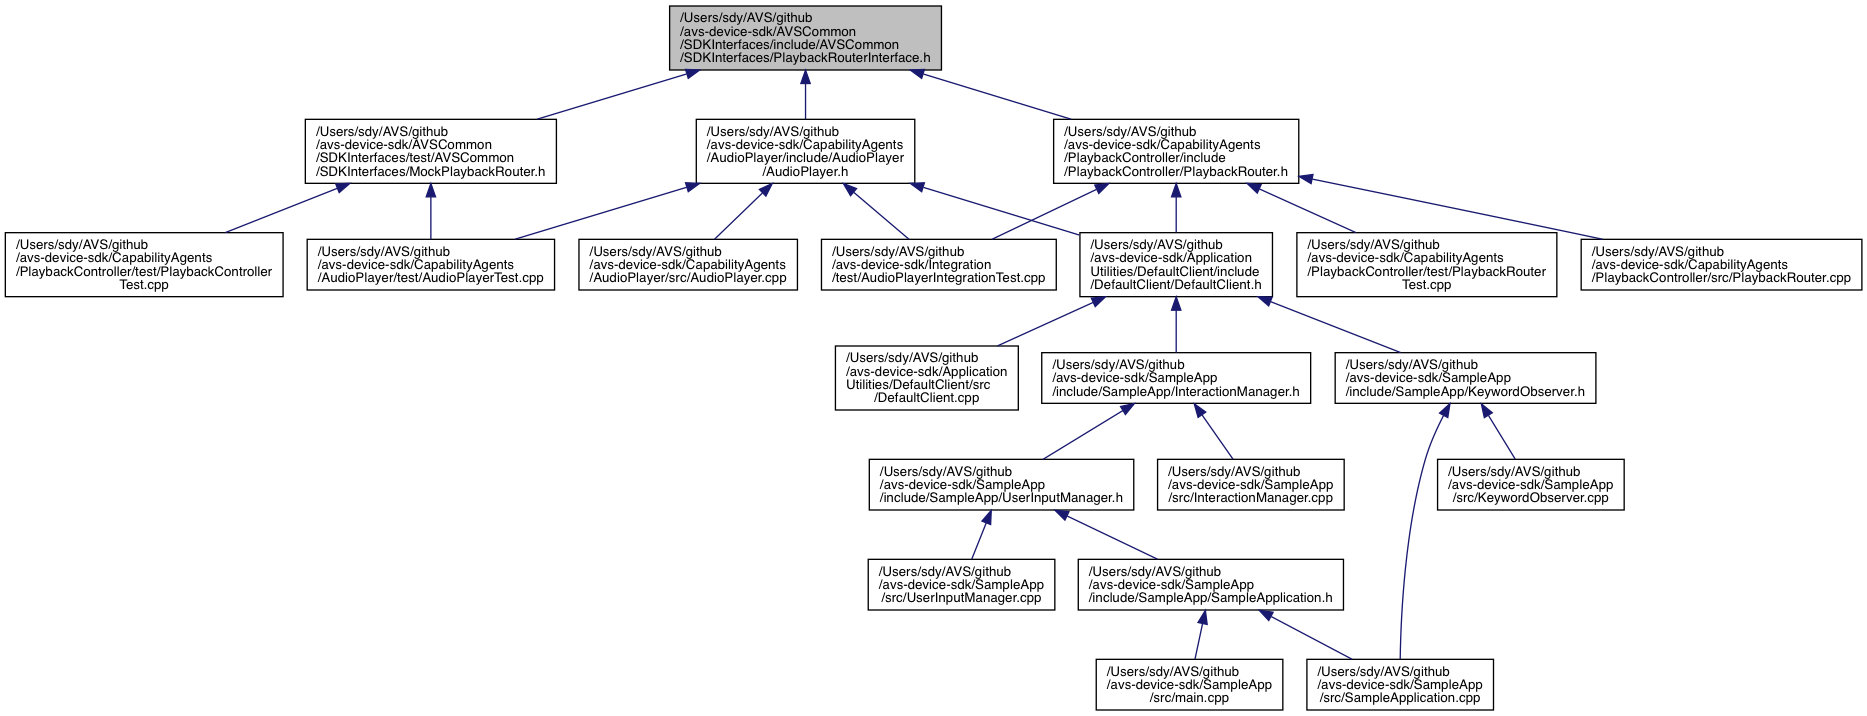 /Users/sdy/AVS/github
/avs-device-sdk/AVSCommon
/SDKInterfaces/include/AVSCommon
/SDKInterfaces/PlaybackRouterInterface.h
/Users/sdy/AVS/github
/avs-device-sdk/AVSCommon
/SDKInterfaces/test/AVSCommon
/SDKInterfaces/MockPlaybackRouter.h
/Users/sdy/AVS/github
/avs-device-sdk/CapabilityAgents
/AudioPlayer/include/AudioPlayer
/AudioPlayer.h
/Users/sdy/AVS/github
/avs-device-sdk/CapabilityAgents
/PlaybackController/include
/PlaybackController/PlaybackRouter.h
/Users/sdy/AVS/github
/avs-device-sdk/CapabilityAgents
/PlaybackController/test/PlaybackController
Test.cpp
/Users/sdy/AVS/github
/avs-device-sdk/CapabilityAgents
/AudioPlayer/test/AudioPlayerTest.cpp
/Users/sdy/AVS/github
/avs-device-sdk/CapabilityAgents
/AudioPlayer/src/AudioPlayer.cpp
/Users/sdy/AVS/github
/avs-device-sdk/Integration
/test/AudioPlayerIntegrationTest.cpp
/Users/sdy/AVS/github
/avs-device-sdk/Application
Utilities/DefaultClient/include
/DefaultClient/DefaultClient.h
/Users/sdy/AVS/github
/avs-device-sdk/CapabilityAgents
/PlaybackController/test/PlaybackRouter
Test.cpp
/Users/sdy/AVS/github
/avs-device-sdk/CapabilityAgents
/PlaybackController/src/PlaybackRouter.cpp
/Users/sdy/AVS/github
/avs-device-sdk/Application
Utilities/DefaultClient/src
/DefaultClient.cpp
/Users/sdy/AVS/github
/avs-device-sdk/SampleApp
/include/SampleApp/InteractionManager.h
/Users/sdy/AVS/github
/avs-device-sdk/SampleApp
/include/SampleApp/KeywordObserver.h
/Users/sdy/AVS/github
/avs-device-sdk/SampleApp
/include/SampleApp/UserInputManager.h
/Users/sdy/AVS/github
/avs-device-sdk/SampleApp
/src/InteractionManager.cpp
/Users/sdy/AVS/github
/avs-device-sdk/SampleApp
/src/KeywordObserver.cpp
/Users/sdy/AVS/github
/avs-device-sdk/SampleApp
/src/UserInputManager.cpp
/Users/sdy/AVS/github
/avs-device-sdk/SampleApp
/include/SampleApp/SampleApplication.h
/Users/sdy/AVS/github
/avs-device-sdk/SampleApp
/src/main.cpp
/Users/sdy/AVS/github
/avs-device-sdk/SampleApp
/src/SampleApplication.cpp